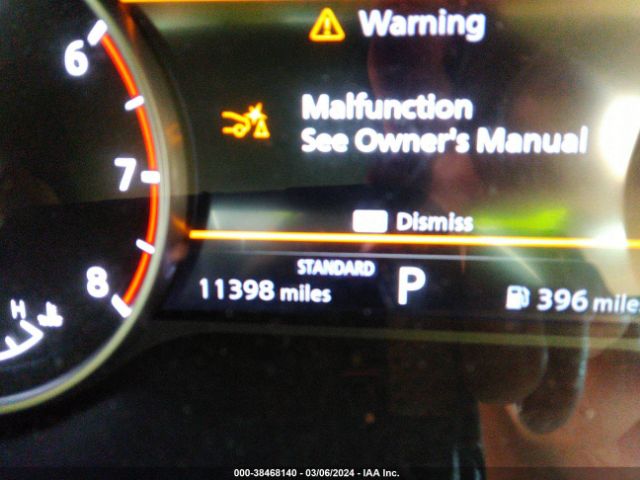 Warning
6
Malfunction
See Owner's Manual
7
Dismiss
STANDARD
8
11398 miles
P
396 miles
H
000-38468140 - 03/06/2024 - IAA Inc.